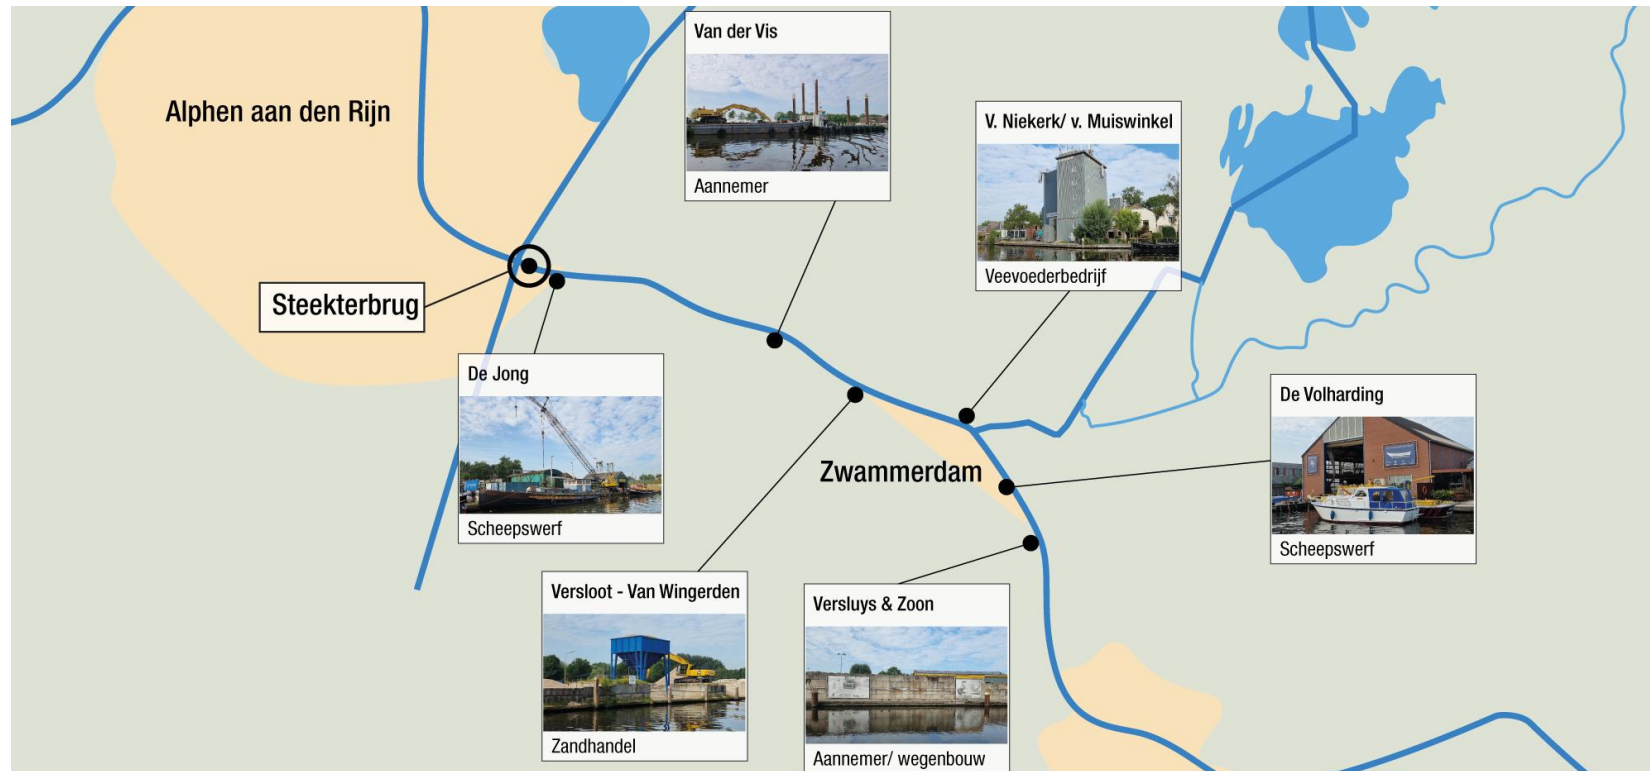 Van der Vis
Aannemer
Alphen aan den Rijn
V. Niekerk/ v. Muiswinkel
Veevoederbedrijf
Steekterbrug
De Jong
Scheepswerf
De Volharding
Scheepswerf
Zwammerdam
Versloot - Van Wingerden
Zandhandel
Versluys & Zoon
Aannemer/ wegenbouw